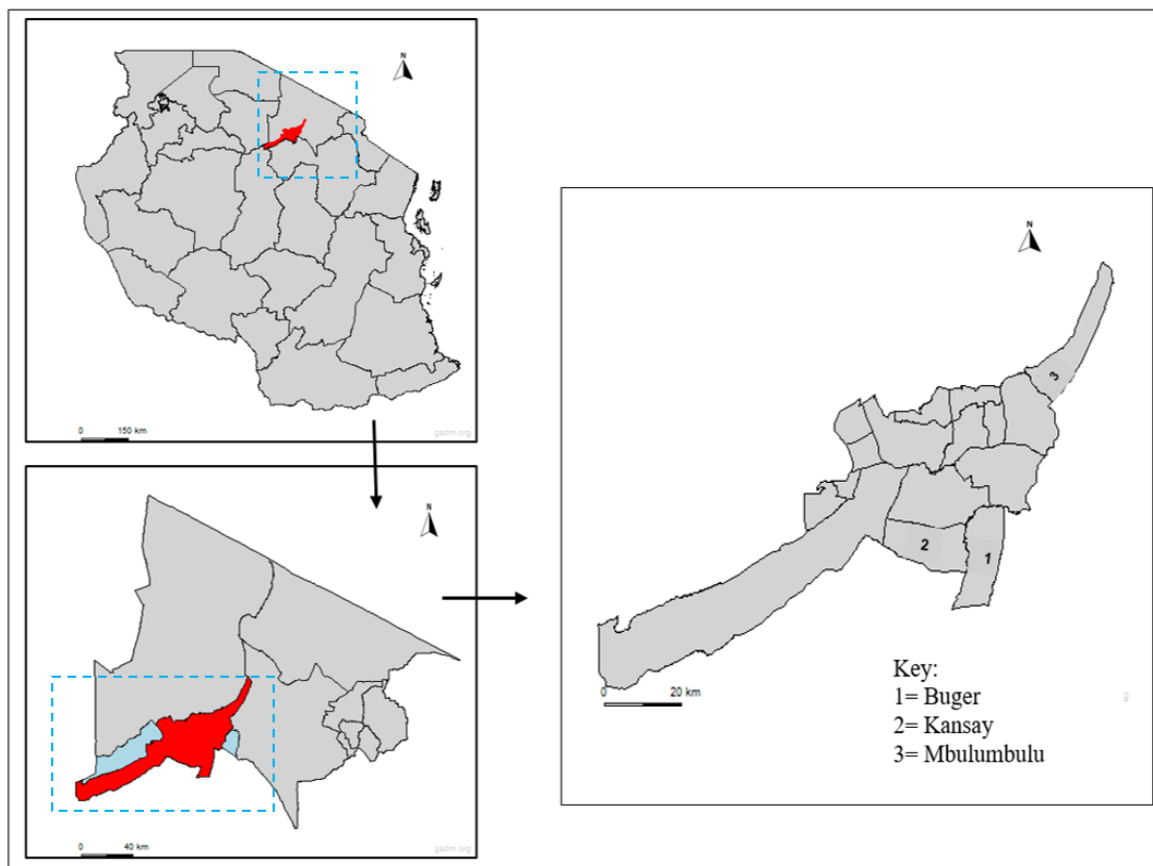 N
0 150 km
gadm.org
N
0 40 km
gadm.org
N
3
2
1
0 20 km
Key:
1= Buger
2= Kansay
3= Mbulumbulu